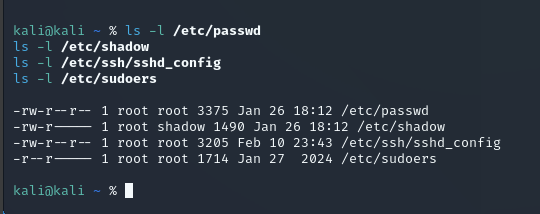 kali@kali ~ % ls -l /etc/passwd
ls -l /etc/shadow
ls -l /etc/ssh/sshd_config
ls -l /etc/sudoers
-rw-r--r-- 1 root root 3375 Jan 26 18:12 /etc/passwd
-rw-r----- 1 root shadow 1490 Jan 26 18:12 /etc/shadow
-rw-r--r-- 1 root root 3205 Feb 10 23:43 /etc/ssh/sshd_config
-r--r----- 1 root root 1714 Jan 27  2024 /etc/sudoers
kali@kali ~ %